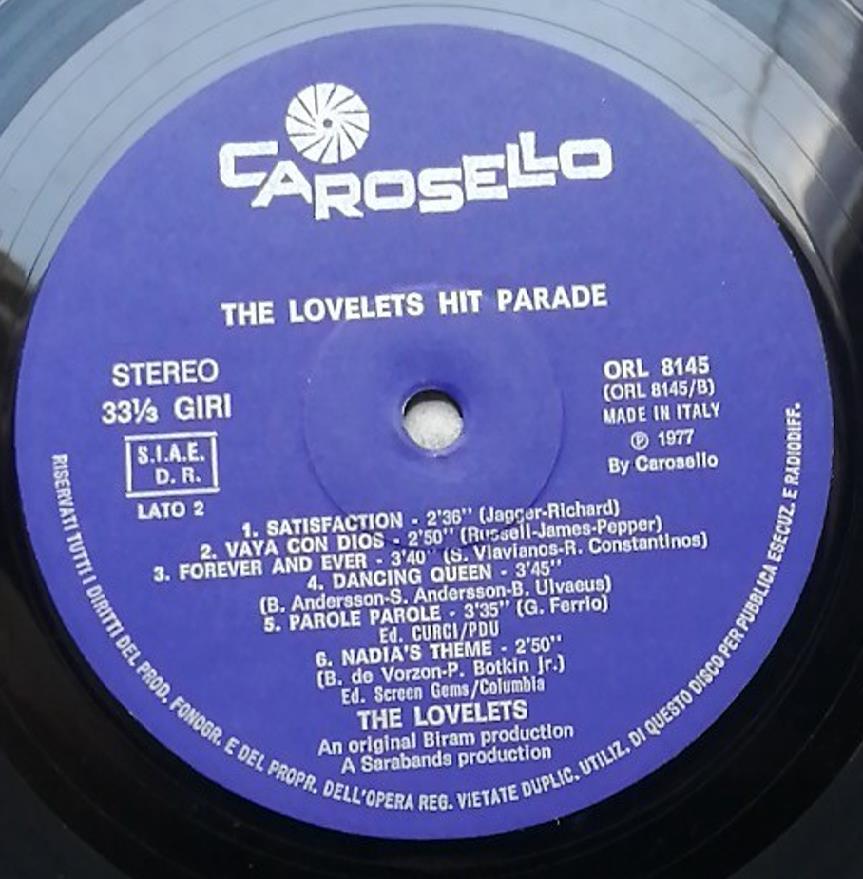 CAROSELLO
THE LOVELETS HIT PARADE
STEREO
33⅓ GIRI
S.I.A.E.
D. R.
LATO 2
ORL 8145
(ORL 8145/B)
MADE IN ITALY
℗ 1977
By Carosello
1. SATISFACTION - 2'36'' (Jagger-Richard)
2. VAYA CON DIOS - 2'50'' (Russell-James-Pepper)
3. FOREVER AND EVER - 3'40'' (S. Vlavianos-R. Constantinos)
4. DANCING QUEEN - 3'45''
(B. Andersson-S. Andersson-B. Ulvaeus)
5. PAROLE PAROLE - 3'35'' (G. Ferrio)
Ed. CURCI/PDU
6. NADIA'S THEME - 2'50''
(B. de Vorzon-P. Botkin jr.)
Ed. Screen Gems/Columbia
THE LOVELETS
An original Biram production
A Sarabands production
RISERVATI TUTTI I DIRITTI DEL PROD. FONOGR. E DEL PROPR. DELL'OPERA REG. VIETATE DUPLIC. UTILIZ. DI QUESTO DISCO PER PUBBLICA ESECUZ. E RADIODIFF.